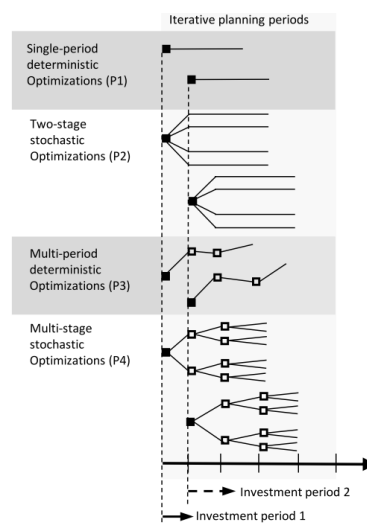 Iterative planning periods
Single-period
deterministic
Optimizations (P1)
Two-stage
stochastic
Optimizations (P2)
Multi-period
deterministic
Optimizations (P3)
Multi-stage
stochastic
Optimizations (P4)
Investment period 2
Investment period 1